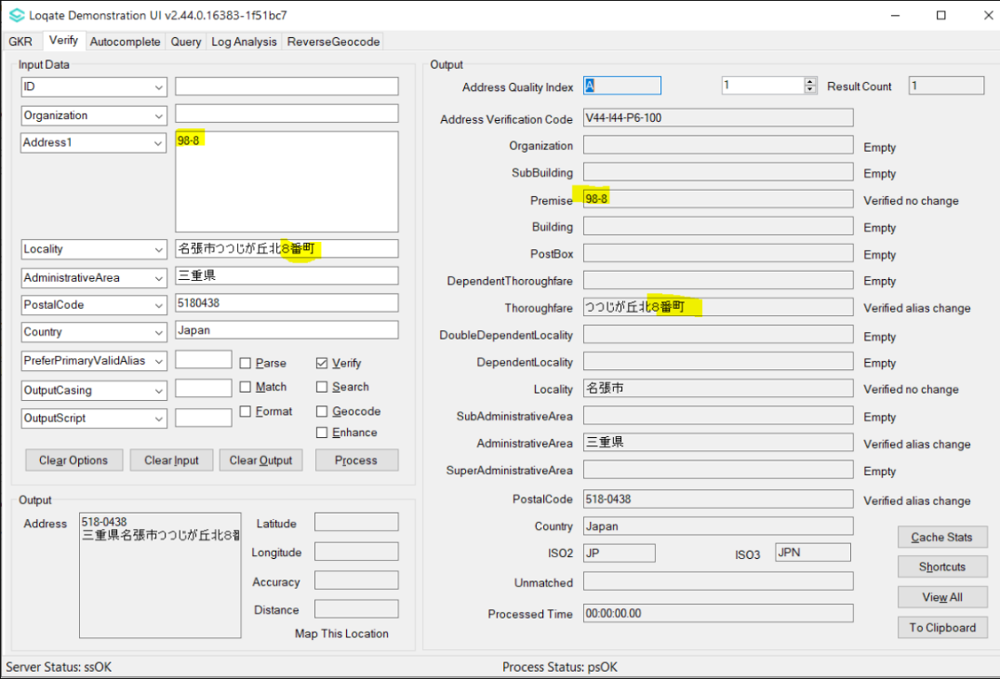 Loqate Demonstration UI v2.44.0.16383-1f51bc7
GKR Verify Autocomplete Query Log Analysis ReverseGeocode
Input Data
ID
Organization
Address1 98-8
Locality 名張市つつじが丘北8番町
AdministrativeArea 三重県
PostalCode 5180438
Country Japan
PreferPrimaryValidAlias Parse Verify
OutputCasing Match Search
OutputScript Format Geocode
Enhance
Clear Options Clear Input Clear Output Process
Output
Address 518-0438
三重県名張市つつじが丘北8番
Latitude
Longitude
Accuracy
Distance
Map This Location
Output
Address Quality Index A 1 Result Count 1
Address Verification Code V44-I44-P6-100
Organization Empty
SubBuilding Empty
Premise 98-8 Verified no change
Building Empty
PostBox Empty
DependentThoroughfare Empty
Thoroughfare つつじが丘北8番町 Verified alias change
DoubleDependentLocality Empty
DependentLocality Empty
Locality 名張市 Verified no change
SubAdministrativeArea Empty
AdministrativeArea 三重県 Verified alias change
SuperAdministrativeArea Empty
PostalCode 518-0438 Verified alias change
Country Japan
ISO2 JP ISO3 JPN
Unmatched
Processed Time 00:00:00.00
Cache Stats
Shortcuts
View All
To Clipboard
Server Status: ssOK Process Status: psOK